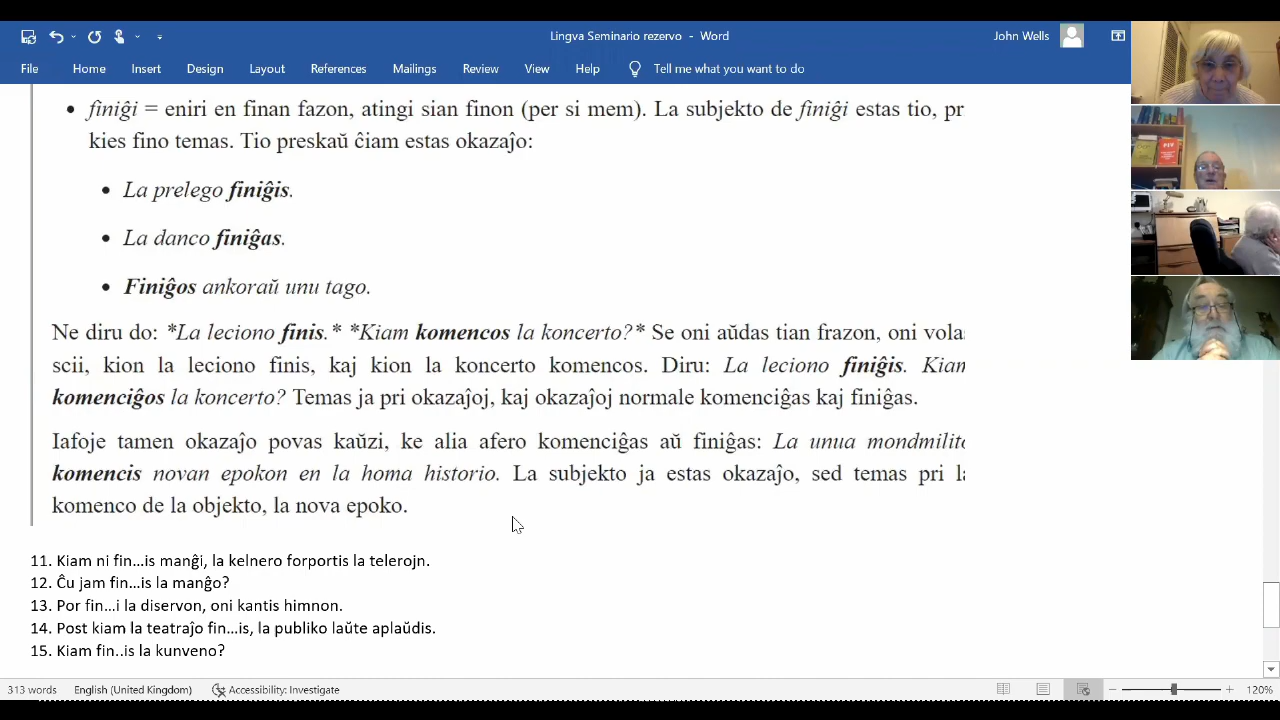 Lingva Seminario rezervo - Word
John Wells
File Home Insert Design Layout References Mailings Review View Help Tell me what you want to do
• finiĝi = eniri en finan fazon, atingi sian finon (per si mem). La subjekto de finiĝi estas tio, pr
kies fino temas. Tio preskaŭ ĉiam estas okazaĵo:
• La prelego finiĝis.
• La danco finiĝas.
• Finiĝos ankoraŭ unu tago.
Ne diru do: *La leciono finis.* *Kiam komencos la koncerto?* Se oni aŭdas tian frazon, oni vola
scii, kion la leciono finis, kaj kion la koncerto komencos. Diru: La leciono finiĝis. Kiam
komenciĝos la koncerto? Temas ja pri okazaĵoj, kaj okazaĵoj normale komenciĝas kaj finiĝas.
Iafoje tamen okazaĵo povas kaŭzi, ke alia afero komenciĝas aŭ finiĝas: La unua mondmilito
komencis novan epokon en la homa historio. La subjekto ja estas okazaĵo, sed temas pri la
komenco de la objekto, la nova epoko.
11. Kiam ni fin...is manĝi, la kelnero forportis la telerojn.
12. Ĉu jam fin...is la manĝo?
13. Por fin...i la diservon, oni kantis himnon.
14. Post kiam la teatraĵo fin...is, la publiko laŭte aplaŭdis.
15. Kiam fin..is la kunveno?
313 words English (United Kingdom) Accessibility: Investigate 120%
PIV